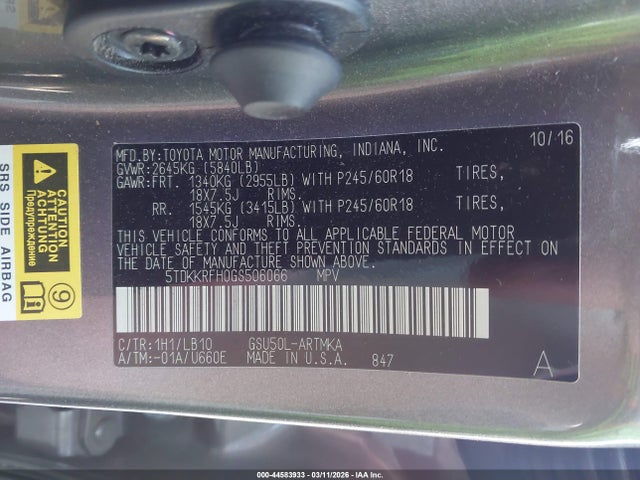 MFD.BY:TOYOTA MOTOR MANUFACTURING, INDIANA, INC. 10/16
GVWR:2645KG (5840LB)
GAWR:FRT. 1340KG (2955LB) WITH P245/60R18 TIRES,
18X7.5J RIMS.
RR. 1545KG (3415LB) WITH P245/60R18 TIRES,
18X7.5J RIMS.
THIS VEHICLE CONFORMS TO ALL APPLICABLE FEDERAL MOTOR
VEHICLE SAFETY AND THEFT PREVENTION STANDARDS IN EFFECT ON
THE DATE OF MANUFACTURE SHOWN ABOVE.
5TDKKRFH0GS506066 MPV
C/TR:1H1/LB10 GSU50L-ARTMKA
A/TM:-01A/U660E MADE IN U.S.A. 847 A
SRS SIDE AIRBAG
ATTENTION
ACHTUNG
Предупреждение
9
000-44583933 - 03/11/2026 - IAA Inc.